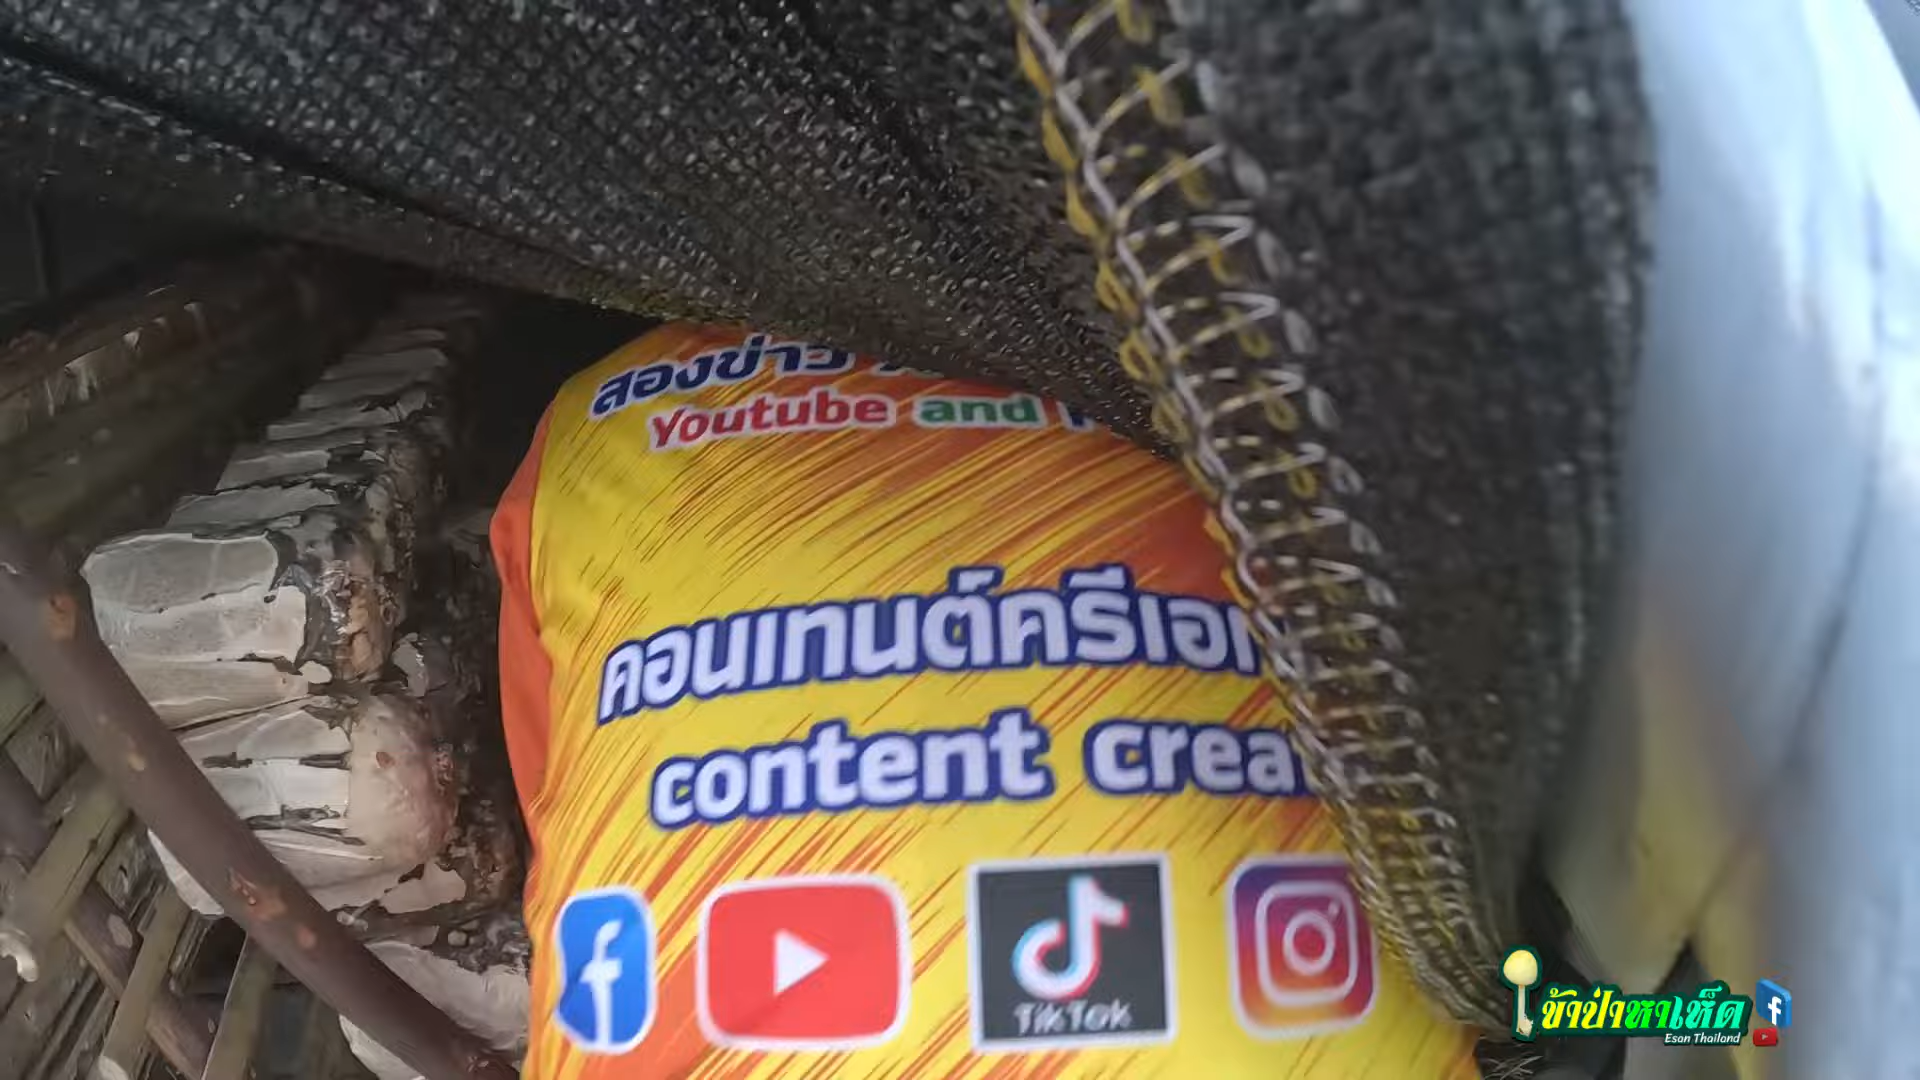 สองข่าว
Youtube and
คอนเทนต์ครีเอ
content crea
TikTok
เข้าป่าหาเห็ด
Esan Thailand